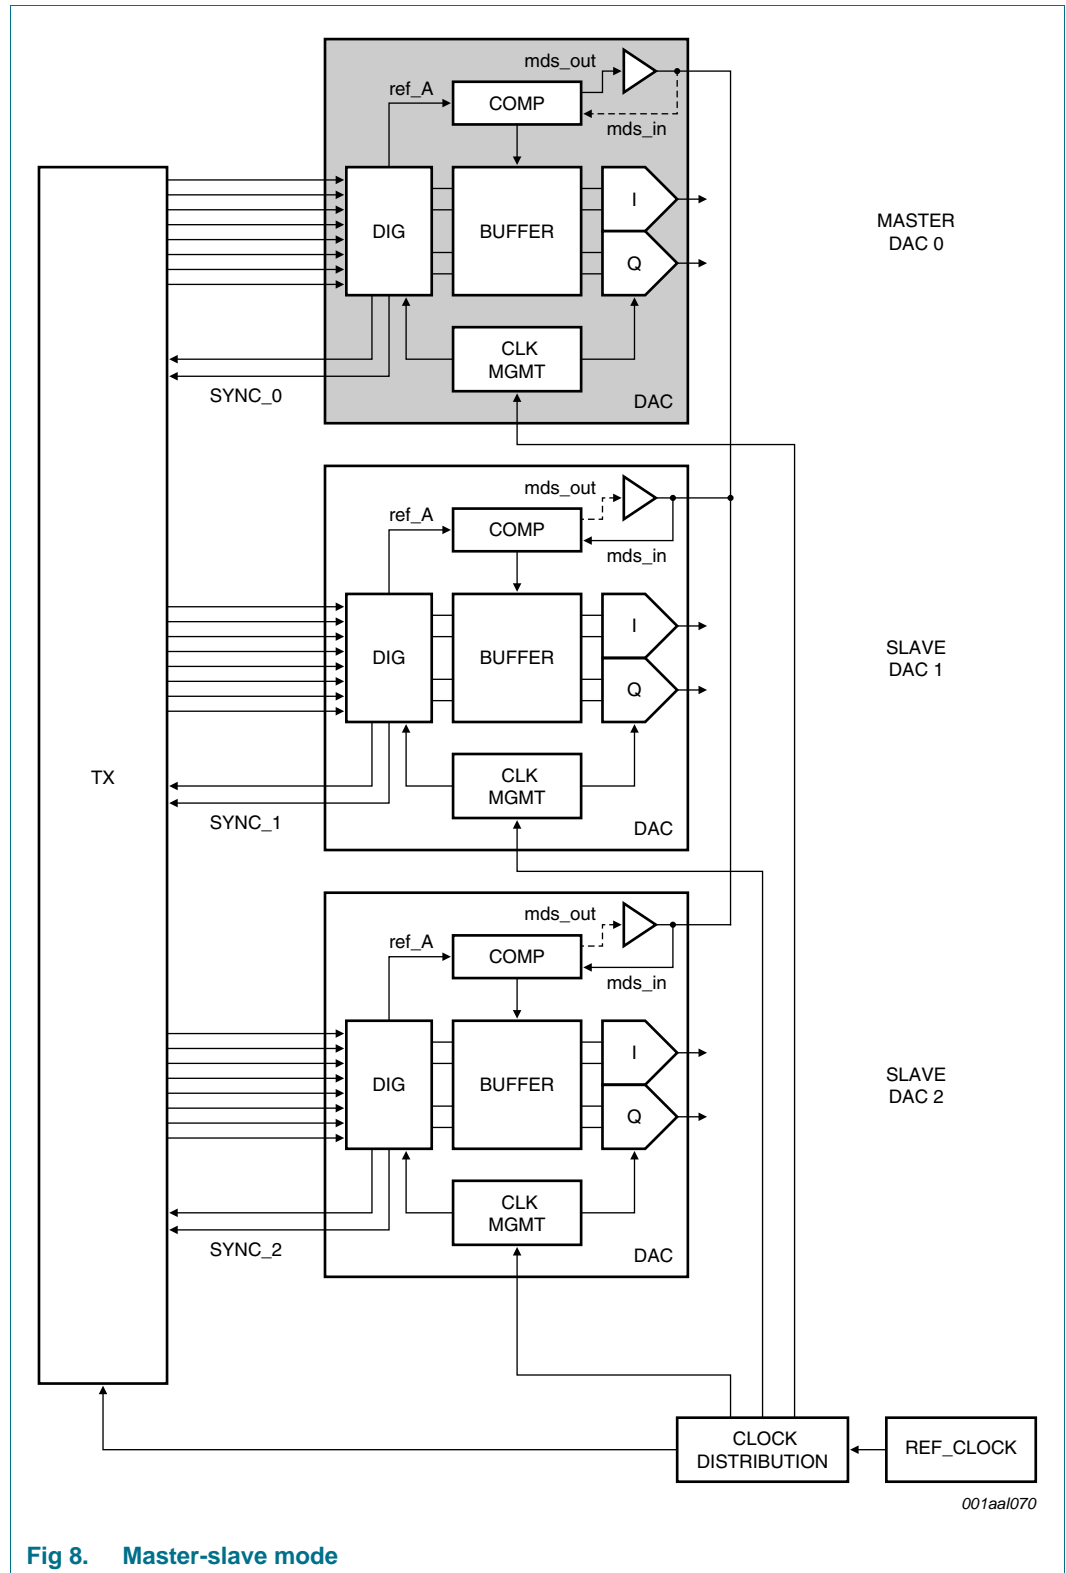 mds_out
ref_A
COMP
mds_in
DIG
BUFFER
I
Q
MASTER
DAC 0
CLK
MGMT
SYNC_0
DAC
mds_out
ref_A
COMP
mds_in
DIG
BUFFER
I
Q
SLAVE
DAC 1
TX
CLK
MGMT
SYNC_1
DAC
mds_out
ref_A
COMP
mds_in
DIG
BUFFER
I
Q
SLAVE
DAC 2
CLK
MGMT
SYNC_2
DAC
CLOCK
DISTRIBUTION
REF_CLOCK
001aal070
Fig 8. Master-slave mode